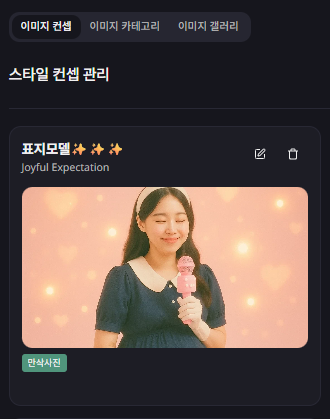 이미지 컨셉 이미지 카테고리 이미지 갤러리
스타일 컨셉 관리
표지모델✨ ✨ ✨
Joyful Expectation
만삭사진